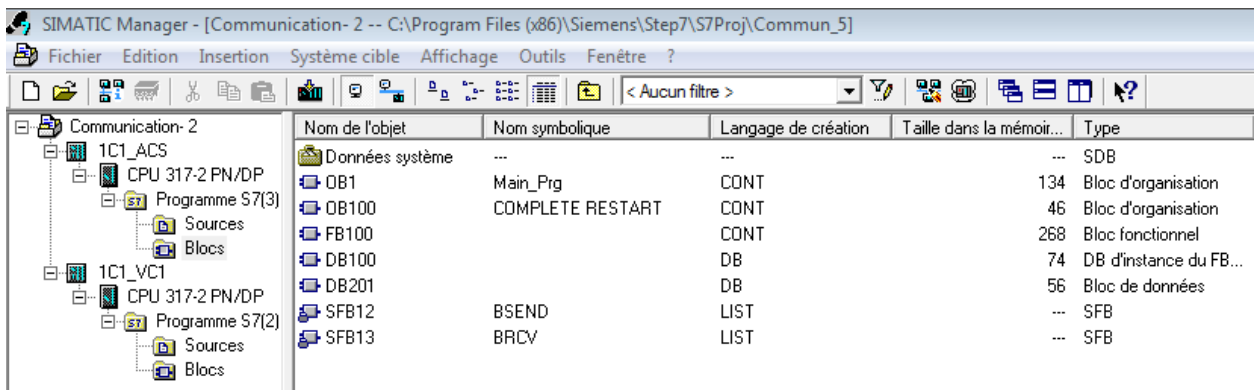 SIMATIC Manager - [Communication- 2 -- C:\Program Files (x86)\Siemens\Step7\S7Proj\Commun_5]
Fichier Edition Insertion Système cible Affichage Outils Fenêtre ?
< Aucun filtre >
Communication- 2
1C1_ACS
CPU 317-2 PN/DP
Programme S7(3)
Sources
Blocs
1C1_VC1
CPU 317-2 PN/DP
Programme S7(2)
Sources
Blocs
Nom de l'objet Nom symbolique Langage de création Taille dans la mémoir... Type
Données système --- --- --- SDB
OB1 Main_Prg CONT 134 Bloc d'organisation
OB100 COMPLETE RESTART CONT 46 Bloc d'organisation
FB100 CONT 268 Bloc fonctionnel
DB100 DB 74 DB d'instance du FB...
DB201 DB 56 Bloc de données
SFB12 BSEND LIST --- SFB
SFB13 BRCV LIST --- SFB